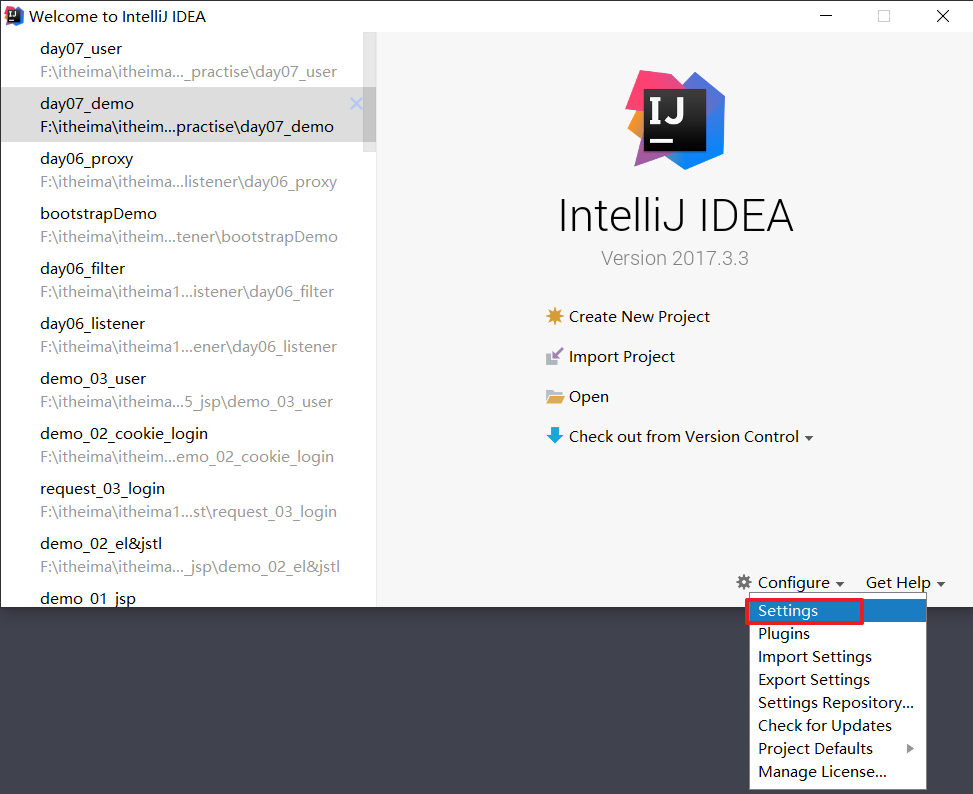 Welcome to IntelliJ IDEA
day07_user
F:\itheima\itheima..._practise\day07_user
day07_demo
F:\itheima\itheim...practise\day07_demo
day06_proxy
F:\itheima\itheima...listener\day06_proxy
bootstrapDemo
F:\itheima\itheim...tener\bootstrapDemo
day06_filter
F:\itheima\itheima1...istener\day06_filter
day06_listener
F:\itheima\itheima1...ener\day06_listener
demo_03_user
F:\itheima\itheima1...5_jsp\demo_03_user
demo_02_cookie_login
F:\itheima\itheim...emo_02_cookie_login
request_03_login
F:\itheima\itheima1...st\request_03_login
demo_02_el&jstl
F:\itheima\itheima..._jsp\demo_02_el&jstl
demo_01_jsp
IJ
IntelliJ IDEA
Version 2017.3.3
Create New Project
Import Project
Open
Check out from Version Control
Configure
Get Help
Settings
Plugins
Import Settings
Export Settings
Settings Repository...
Check for Updates
Project Defaults
Manage License...